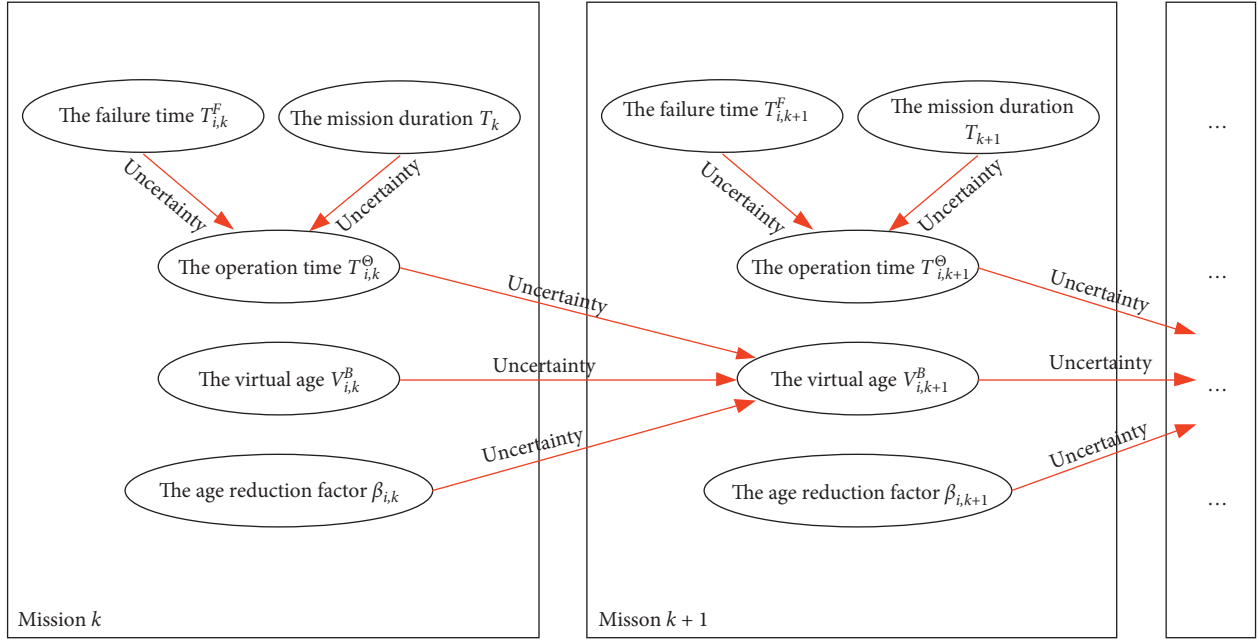 The failure time T^F_{i,k}
The mission duration T_k
Uncertainty
Uncertainty
The operation time T^Θ_{i,k}
Uncertainty
The virtual age V^B_{i,k}
Uncertainty
The age reduction factor β_{i,k}
Uncertainty
Mission k
The failure time T^F_{i,k+1}
The mission duration
T_{k+1}
Uncertainty
Uncertainty
The operation time T^Θ_{i,k+1}
Uncertainty
The virtual age V^B_{i,k+1}
Uncertainty
The age reduction factor β_{i,k+1}
Uncertainty
Misson k + 1
...
...
...
...